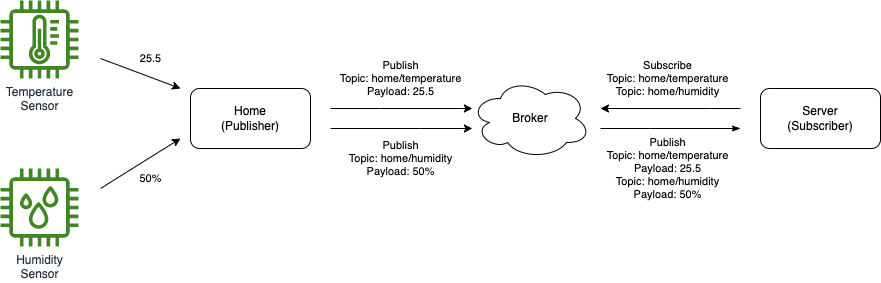 Temperature
Sensor
25.5
50%
Humidity
Sensor
Home
(Publisher)
Publish
Topic: home/temperature
Payload: 25.5
Publish
Topic: home/humidity
Payload: 50%
Broker
Subscribe
Topic: home/temperature
Topic: home/humidity
Publish
Topic: home/temperature
Payload: 25.5
Topic: home/humidity
Payload: 50%
Server
(Subscriber)